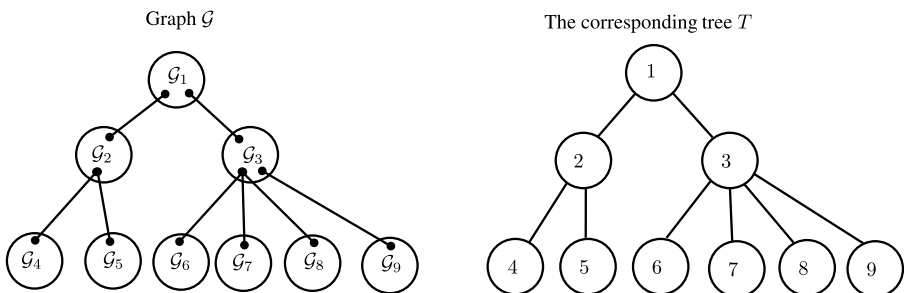 Graph 𝒢 The corresponding tree T
𝒢₁ 1
𝒢₂ 𝒢₃ 2 3
𝒢₄ 𝒢₅ 𝒢₆ 𝒢₇ 𝒢₈ 𝒢₉ 4 5 6 7 8 9